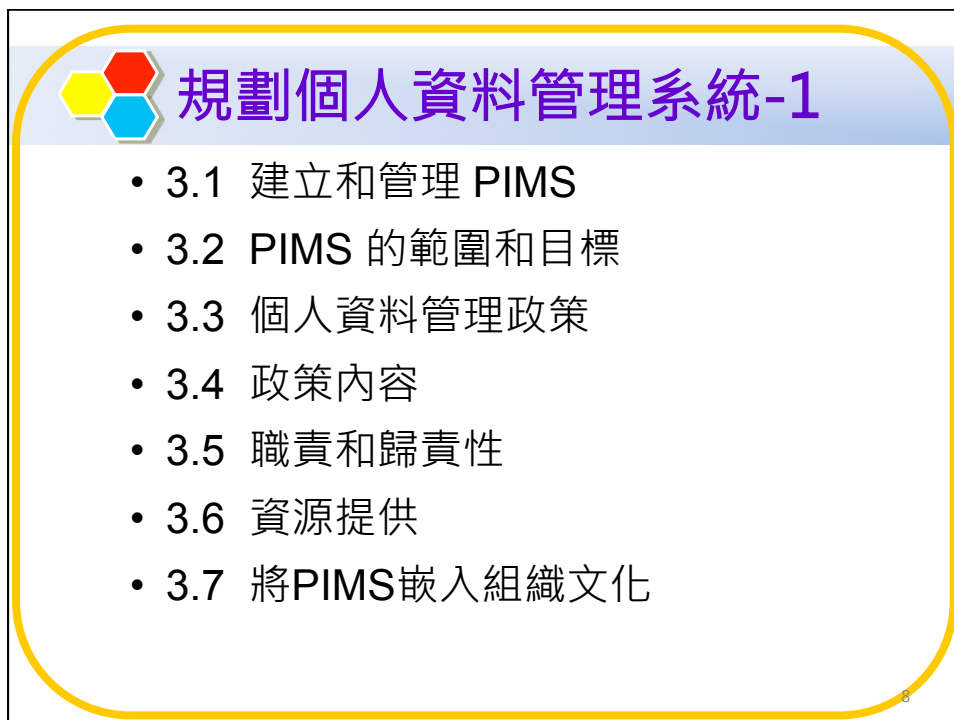 規劃個人資料管理系統-1
• 3.1 建立和管理 PIMS
• 3.2 PIMS 的範圍和目標
• 3.3 個人資料管理政策
• 3.4 政策內容
• 3.5 職責和歸責性
• 3.6 資源提供
• 3.7 將PIMS嵌入組織文化
8